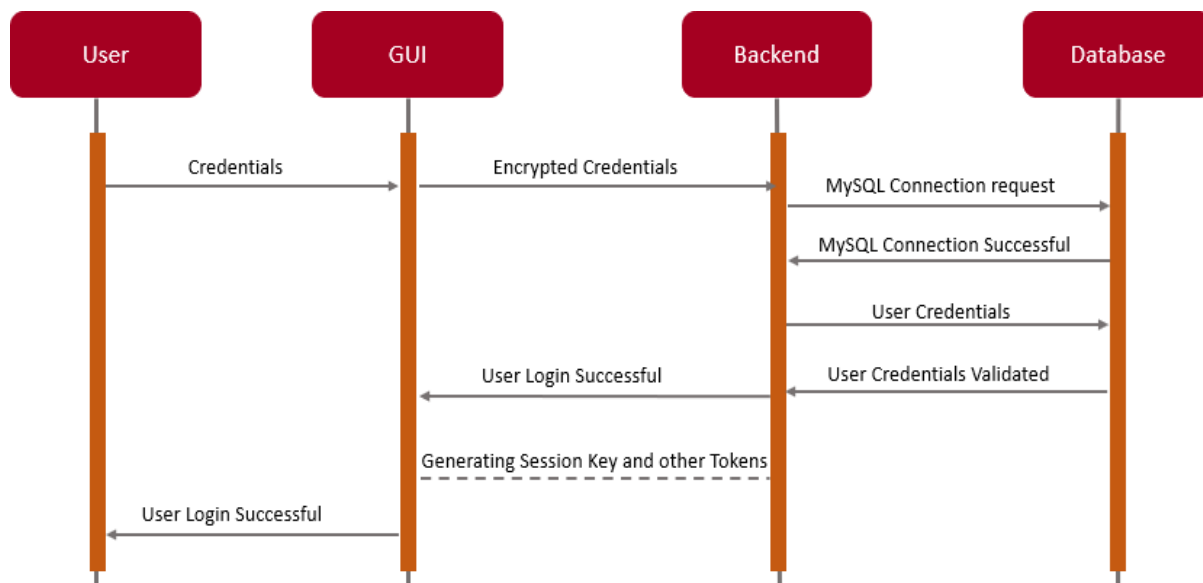 User
GUI
Backend
Database
Credentials
Encrypted Credentials
MySQL Connection request
MySQL Connection Successful
User Credentials
User Login Successful
User Credentials Validated
Generating Session Key and other Tokens
User Login Successful